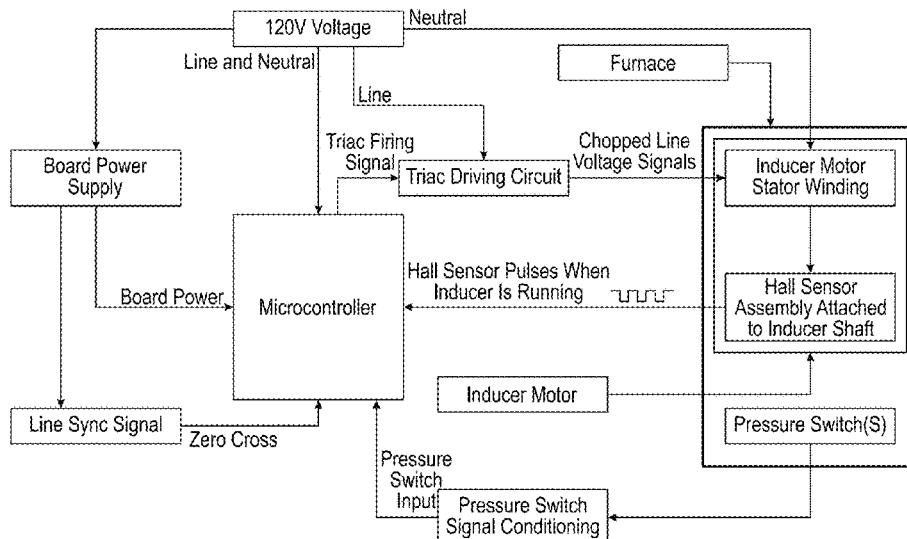 120V Voltage
Neutral
Line and Neutral
Line
Furnace
Triac Firing
Signal
Chopped Line
Voltage Signals
Board Power
Supply
Triac Driving Circuit
Inducer Motor
Stator Winding
Hall Sensor Pulses When
Inducer Is Running
Board Power
Microcontroller
Hall Sensor
Assembly Attached
to Inducer Shaft
Inducer Motor
Line Sync Signal
Zero Cross
Pressure Switch(S)
Pressure
Switch
Input
Pressure Switch
Signal Conditioning